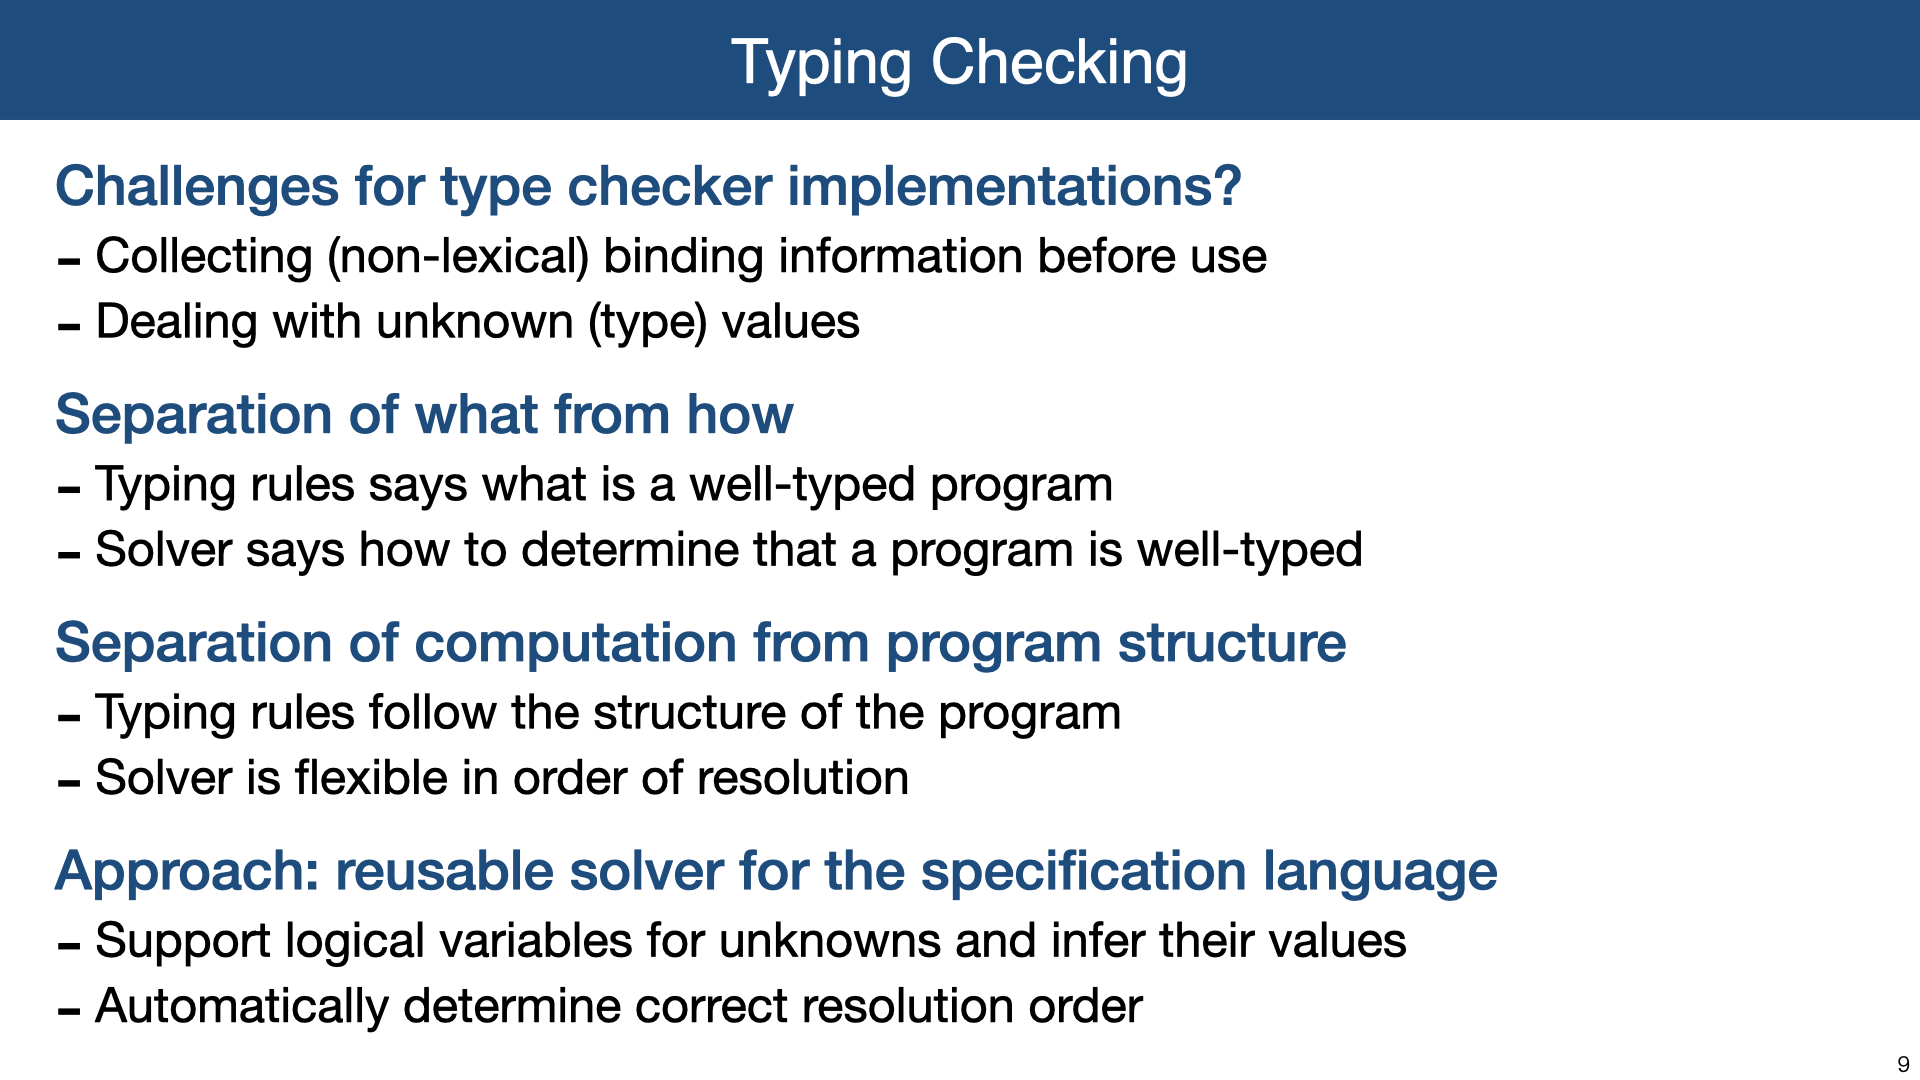 Typing Checking
Challenges for type checker implementations?
- Collecting (non-lexical) binding information before use
- Dealing with unknown (type) values
Separation of what from how
- Typing rules says what is a well-typed program
- Solver says how to determine that a program is well-typed
Separation of computation from program structure
- Typing rules follow the structure of the program
- Solver is flexible in order of resolution
Approach: reusable solver for the specification language
- Support logical variables for unknowns and infer their values
- Automatically determine correct resolution order
9